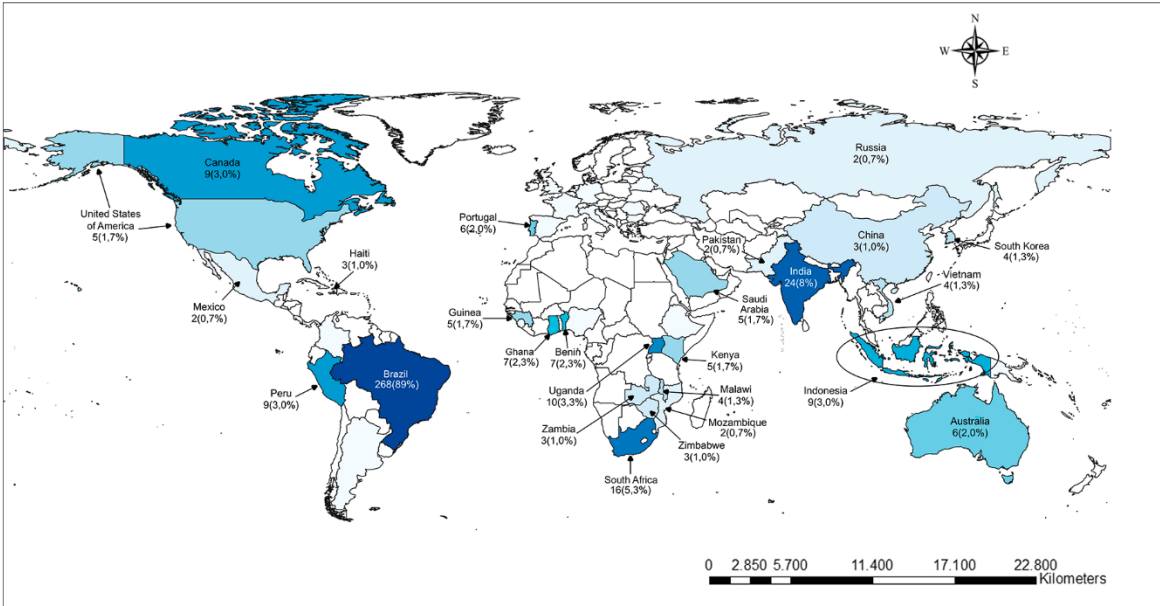 N
W E
S
Canada
9(3,0%)
Russia
2(0,7%)
United States
of America
5(1,7%)
Portugal
6(2,0%)
Pakistan
2(0,7%)
China
3(1,0%)
South Korea
4(1,3%)
Haiti
3(1,0%)
India
24(8%)
Vietnam
4(1,3%)
Mexico
2(0,7%)
Guinea
5(1,7%)
Saudi
Arabia
5(1,7%)
Ghana
7(2,3%)
Benin
7(2,3%)
Kenya
5(1,7%)
Brazil
268(89%)
Peru
9(3,0%)
Uganda
10(3,3%)
Malawi
4(1,3%)
Indonesia
9(3,0%)
Zambia
3(1,0%)
Mozambique
2(0,7%)
Zimbabwe
3(1,0%)
Australia
6(2,0%)
South Africa
16(5,3%)
0 2.850 5.700 11.400 17.100 22.800
Kilometers